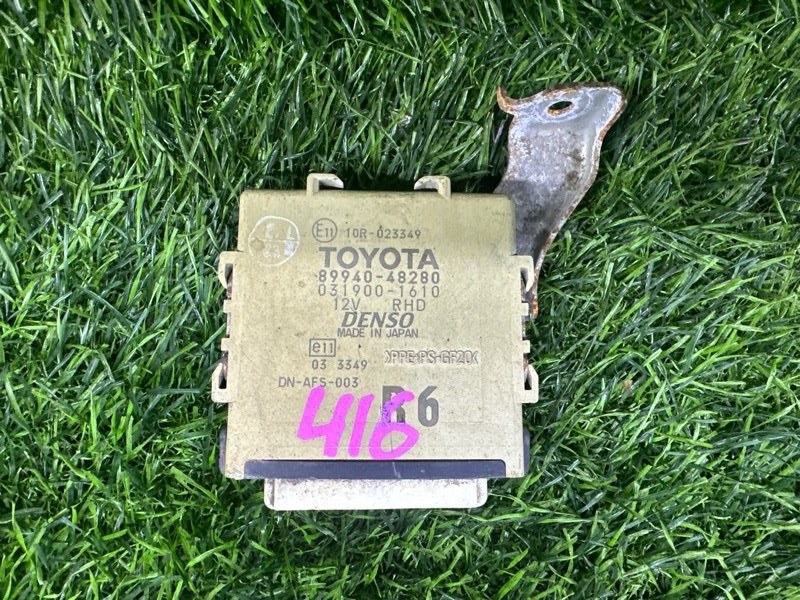 E11 10R-023349
TOYOTA
89940-48280
031900-1610
12V RHD
DENSO
MADE IN JAPAN
e11
03 3349
>PPE+PS-GF20<
DN-AFS-003
R6
416